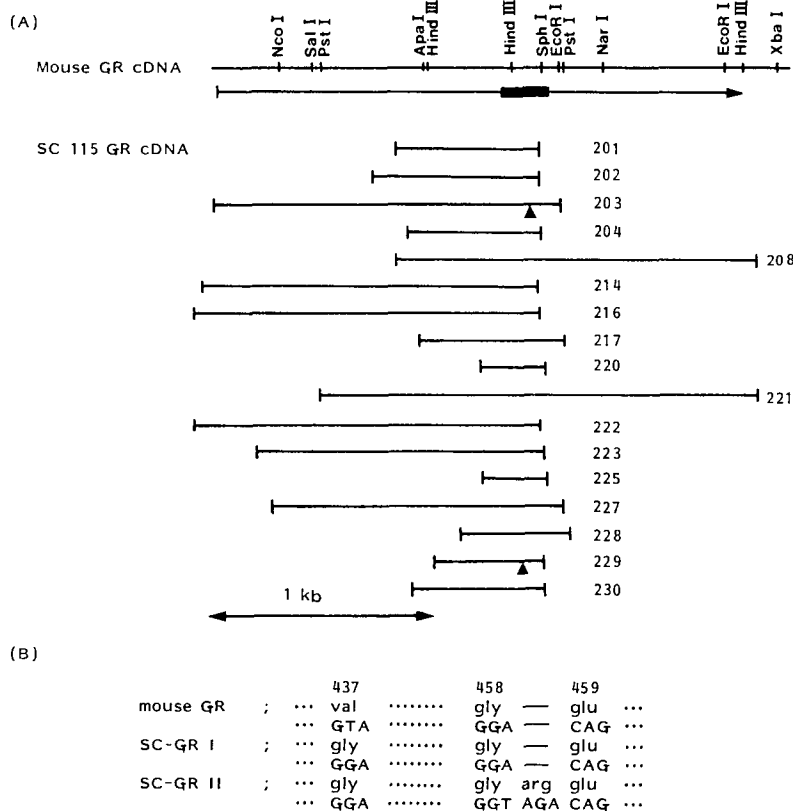 (A)
Nco I
Sal I
Pst I
Apa I
Hind III
Hind III
Sph I
EcoR I
Pst I
Nar I
EcoR I
Hind III
Xba I
Mouse GR cDNA
SC 115 GR cDNA
201
202
203
204
208
214
216
217
220
221
222
223
225
227
228
229
230
1 kb
(B)
437 458 459
mouse GR ; ··· val ········ gly — glu ···
··· GTA ········ GGA — CAG ···
SC-GR I ; ··· gly ········ gly — glu ···
··· GGA ········ GGA — CAG ···
SC-GR II ; ··· gly ········ gly arg glu ···
··· GGA ········ GGT AGA CAG ···